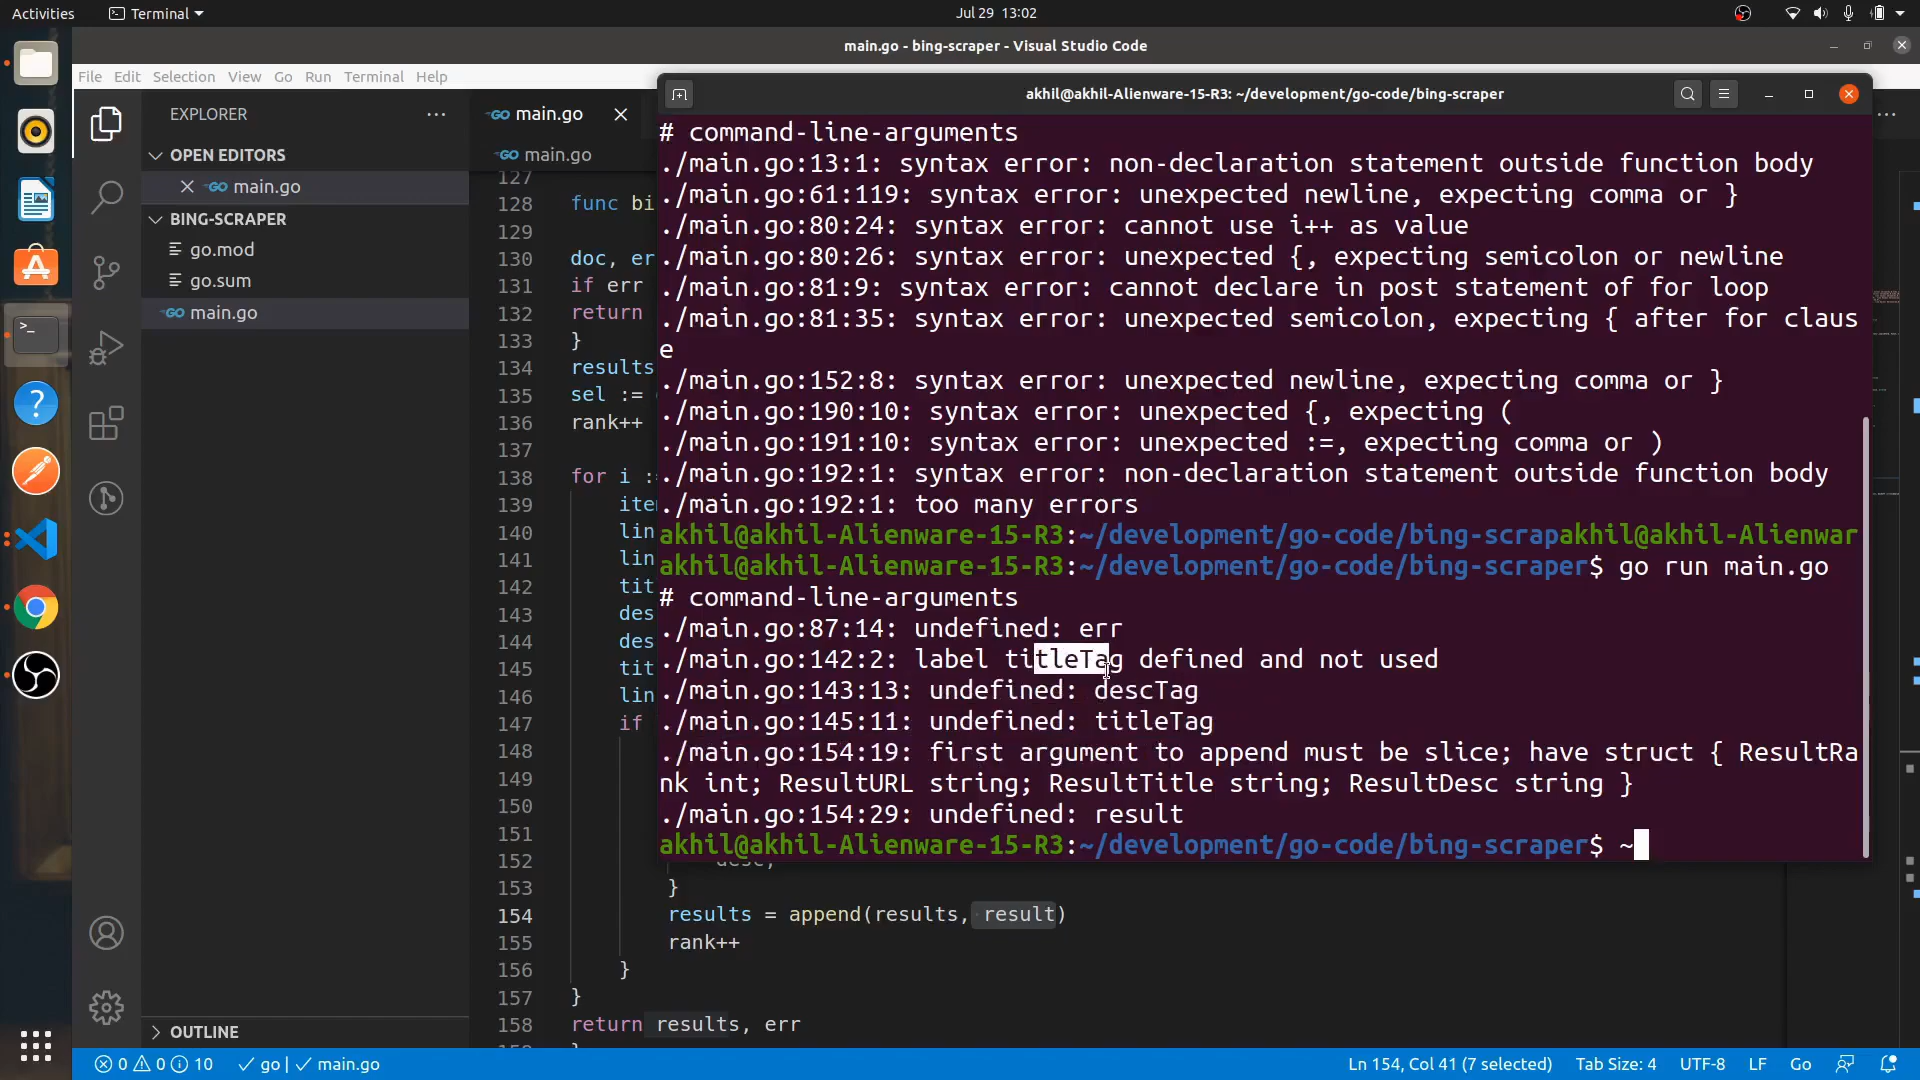 Activities
Terminal
Jul 29 13:02
main.go - bing-scraper - Visual Studio Code
File Edit Selection View Go Run Terminal Help
EXPLORER
OPEN EDITORS
main.go
BING-SCRAPER
go.mod
go.sum
main.go
OUTLINE
main.go
main.go
127
128 func bi
129
130 doc, er
131 if err
132 return
133 }
134 results
135 sel :=
136 rank++
137
138 for i :
139 ite
140 lin
141 lin
142 tit
143 des
144 des
145 tit
146 lin
147 if
148
149
150
151
152 desc,
153 }
154 results = append(results, result)
155 rank++
156 }
157 }
158 return results, err
akhil@akhil-Alienware-15-R3: ~/development/go-code/bing-scraper
# command-line-arguments
./main.go:13:1: syntax error: non-declaration statement outside function body
./main.go:61:119: syntax error: unexpected newline, expecting comma or }
./main.go:80:24: syntax error: cannot use i++ as value
./main.go:80:26: syntax error: unexpected {, expecting semicolon or newline
./main.go:81:9: syntax error: cannot declare in post statement of for loop
./main.go:81:35: syntax error: unexpected semicolon, expecting { after for claus
e
./main.go:152:8: syntax error: unexpected newline, expecting comma or }
./main.go:190:10: syntax error: unexpected {, expecting (
./main.go:191:10: syntax error: unexpected :=, expecting comma or )
./main.go:192:1: syntax error: non-declaration statement outside function body
./main.go:192:1: too many errors
akhil@akhil-Alienware-15-R3:~/development/go-code/bing-scrapakhil@akhil-Alienwar
akhil@akhil-Alienware-15-R3:~/development/go-code/bing-scraper$ go run main.go
# command-line-arguments
./main.go:87:14: undefined: err
./main.go:142:2: label titleTag defined and not used
./main.go:143:13: undefined: descTag
./main.go:145:11: undefined: titleTag
./main.go:154:19: first argument to append must be slice; have struct { ResultRa
nk int; ResultURL string; ResultTitle string; ResultDesc string }
./main.go:154:29: undefined: result
akhil@akhil-Alienware-15-R3:~/development/go-code/bing-scraper$ ~
0 0 10 go | main.go
Ln 154, Col 41 (7 selected) Tab Size: 4 UTF-8 LF Go